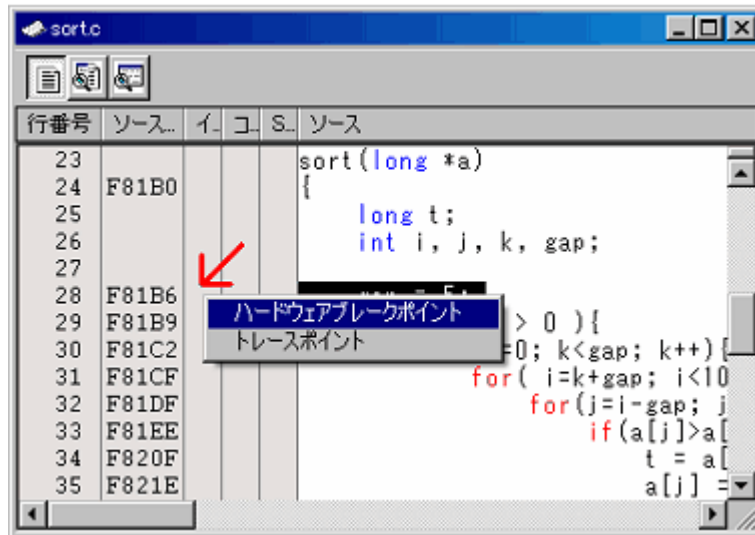 sort.c
行番号 ソース... イ... コ... S... ソース
23 sort(long *a)
24 F81B0 {
25 long t;
26 int i, j, k, gap;
27
28 F81B6
ハードウェアブレークポイント
29 F81B9 > 0 ){
トレースポイント
30 F81C2 =0; k<gap; k++){
31 F81CF for( i=k+gap; i<10
32 F81DF for(j=i-gap; j
33 F81EE if(a[j]>a[
34 F820F t = a[
35 F821E a[j] =